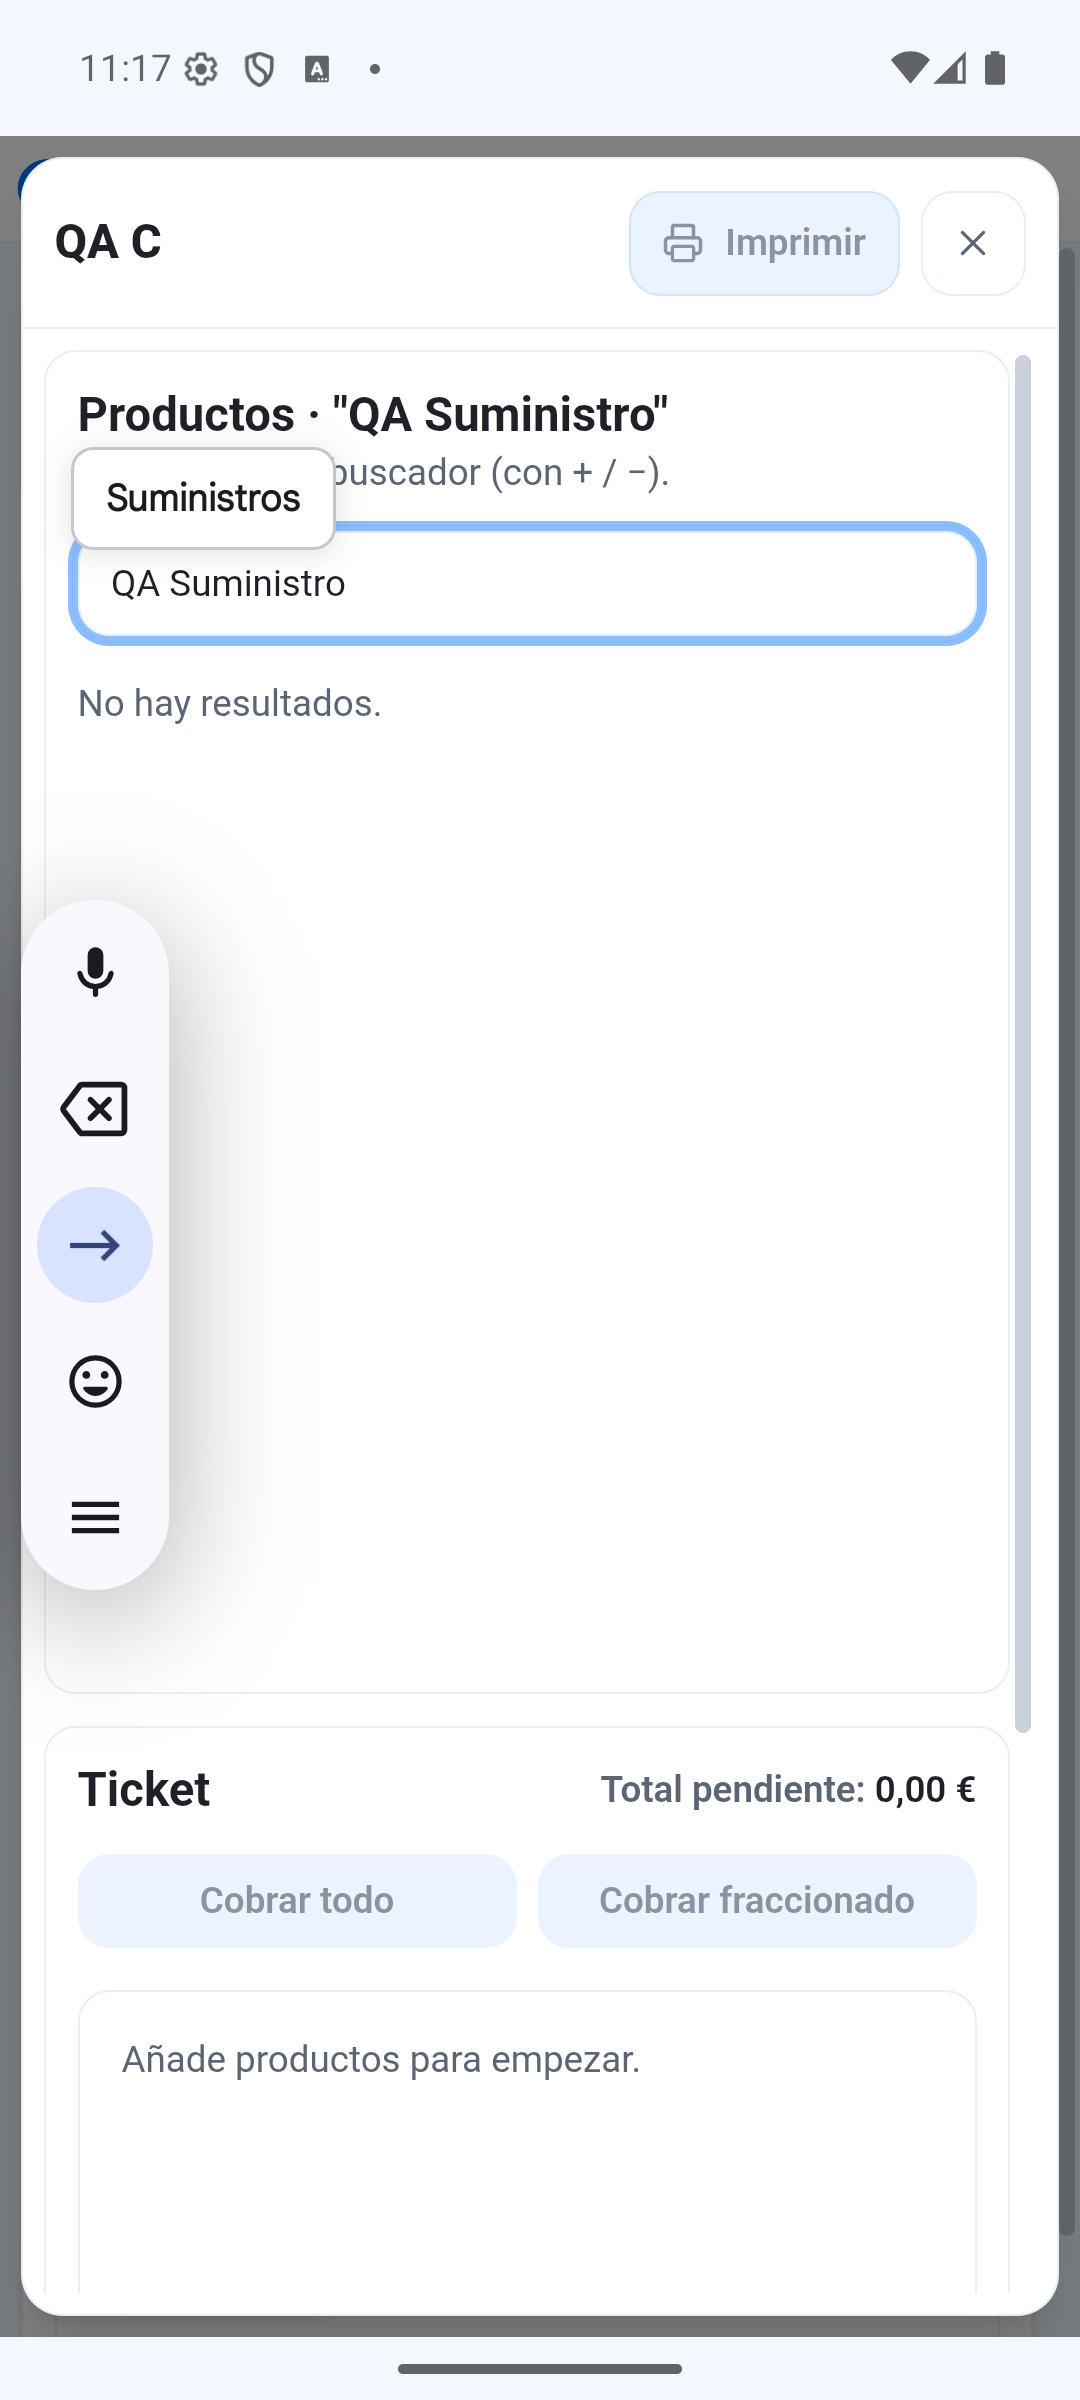 11:17
QA C
Imprimir
Productos · "QA Suministro"
buscador (con + / −).
Suministros
QA Suministro
No hay resultados.
Ticket
Total pendiente: 0,00 €
Cobrar todo
Cobrar fraccionado
Añade productos para empezar.